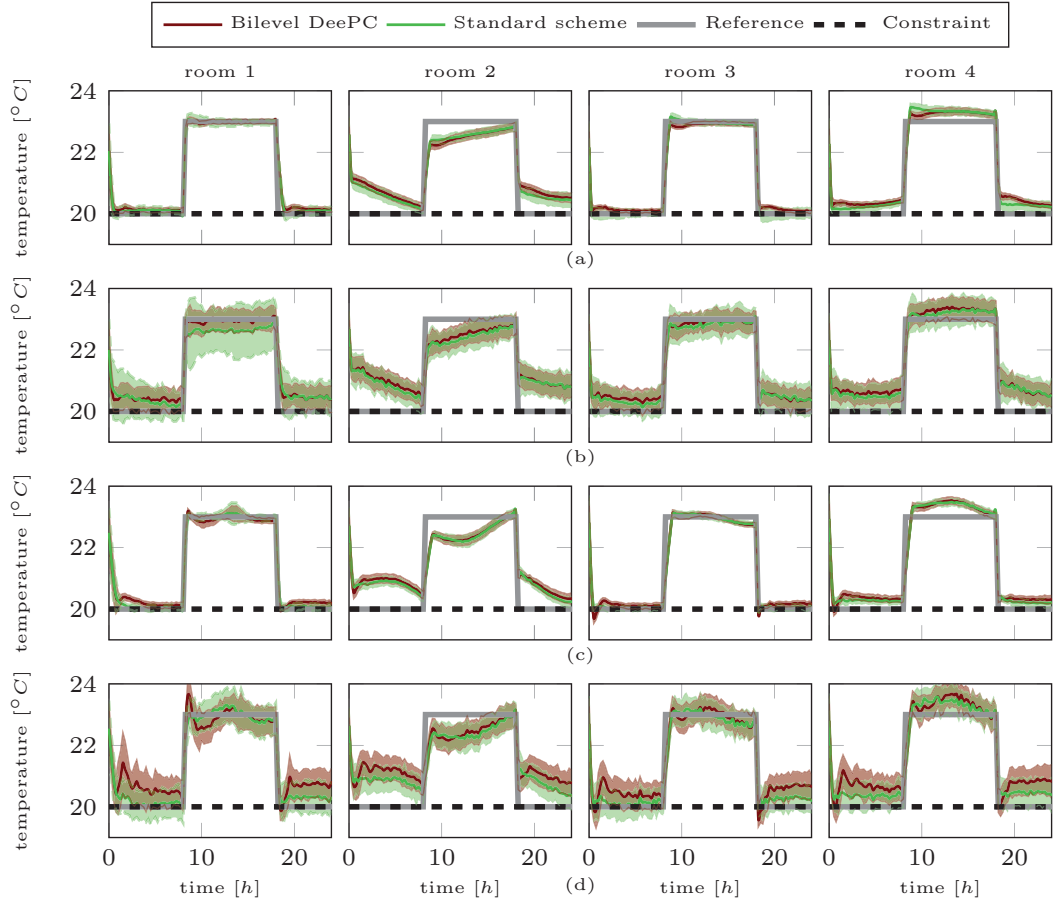 Bilevel DeePC Standard scheme Reference Constraint
room 1 room 2 room 3 room 4
temperature [°C]
24
22
20
(a)
temperature [°C]
24
22
20
(b)
temperature [°C]
24
22
20
(c)
temperature [°C]
24
22
20
0 10 20 0 10 20 0 10 20 0 10 20
time [h] time [h] time [h] time [h]
(d)